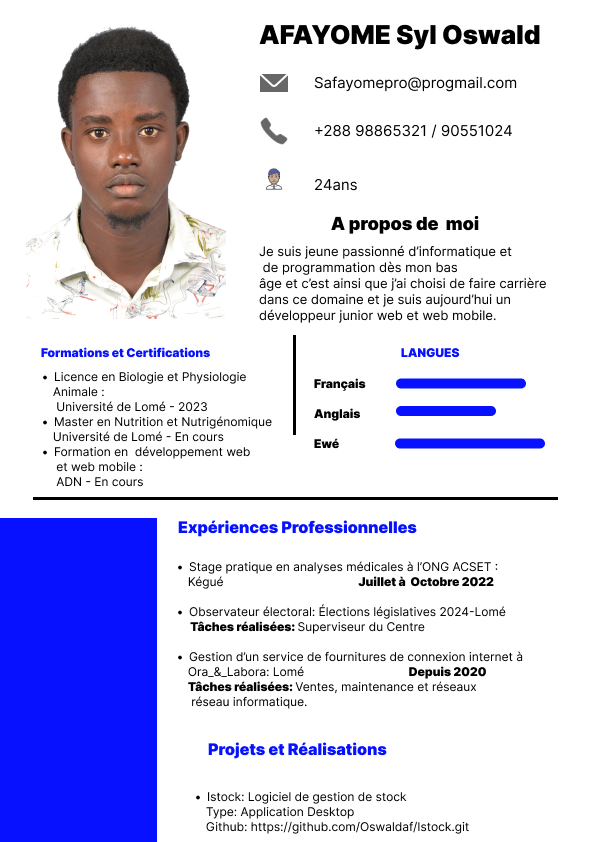 AFAYOME Syl Oswald
Safayomepro@progmail.com
+288 98865321 / 90551024
24ans
A propos de moi
Je suis jeune passionné d'informatique et
de programmation dès mon bas
âge et c'est ainsi que j'ai choisi de faire carrière
dans ce domaine et je suis aujourd'hui un
développeur junior web et web mobile.
Formations et Certifications
• Licence en Biologie et Physiologie
Animale :
Université de Lomé - 2023
• Master en Nutrition et Nutrigénomique
Université de Lomé - En cours
• Formation en développement web
et web mobile :
ADN - En cours
LANGUES
Français
Anglais
Ewé
Expériences Professionnelles
• Stage pratique en analyses médicales à l'ONG ACSET :
Kégué Juillet à Octobre 2022
• Observateur électoral: Élections législatives 2024-Lomé
Tâches réalisées: Superviseur du Centre
• Gestion d'un service de fournitures de connexion internet à
Ora_&_Labora: Lomé Depuis 2020
Tâches réalisées: Ventes, maintenance et réseaux
réseau informatique.
Projets et Réalisations
• Istock: Logiciel de gestion de stock
Type: Application Desktop
Github: https://github.com/Oswaldaf/Istock.git